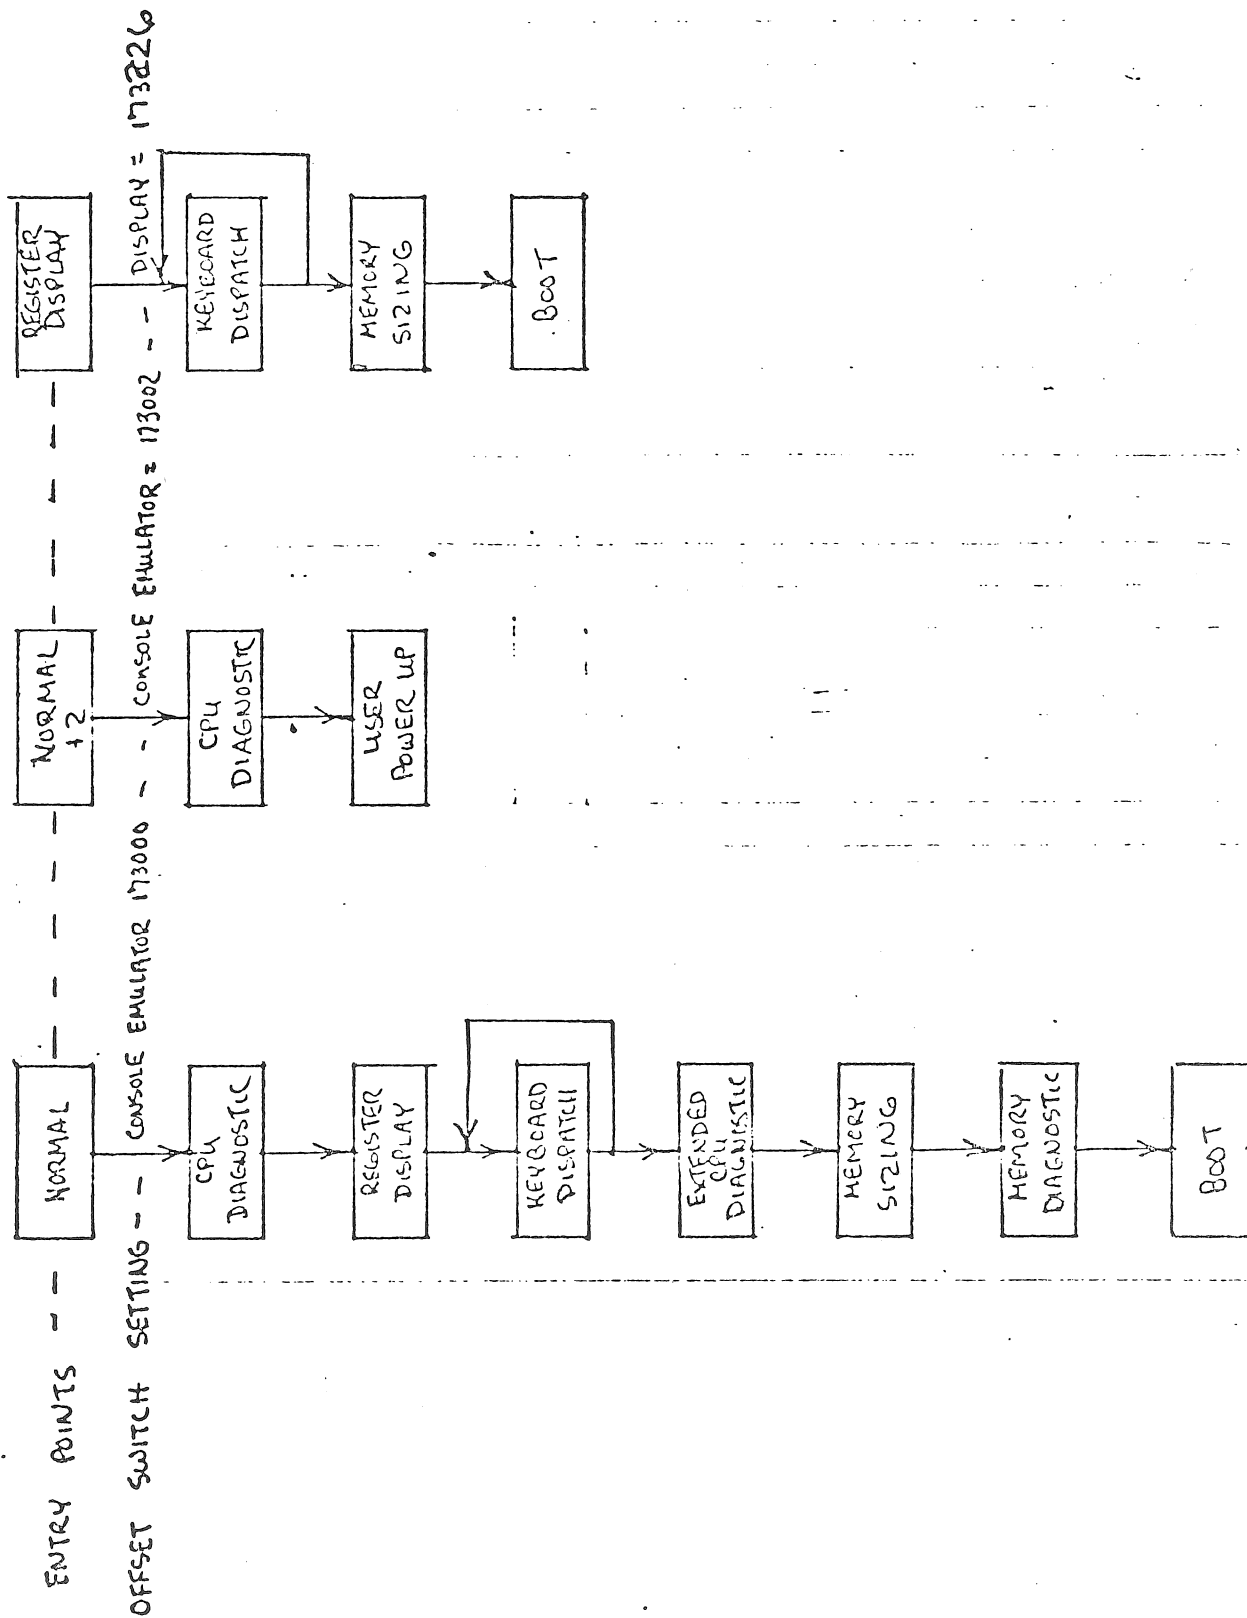 ENTRY POINTS
NORMAL
NORMAL
+2
REGISTER
DISPLAY
OFFSET SWITCH SETTING - - CONSOLE EMULATOR 173000 - - CONSOLE EMULATOR = 173002 - - DISPLAY = 173226
CPU
DIAGNOSTIC
REGISTER
DISPLAY
KEYBOARD
DISPATCH
EXTENDED
CPU
DIAGNISTIC
MEMORY
SIZING
MEMORY
DIAGNOSTIC
BOOT
CPU
DIAGNOSTIC
USER
POWER UP
KEYBOARD
DISPATCH
MEMORY
SIZING
BOOT